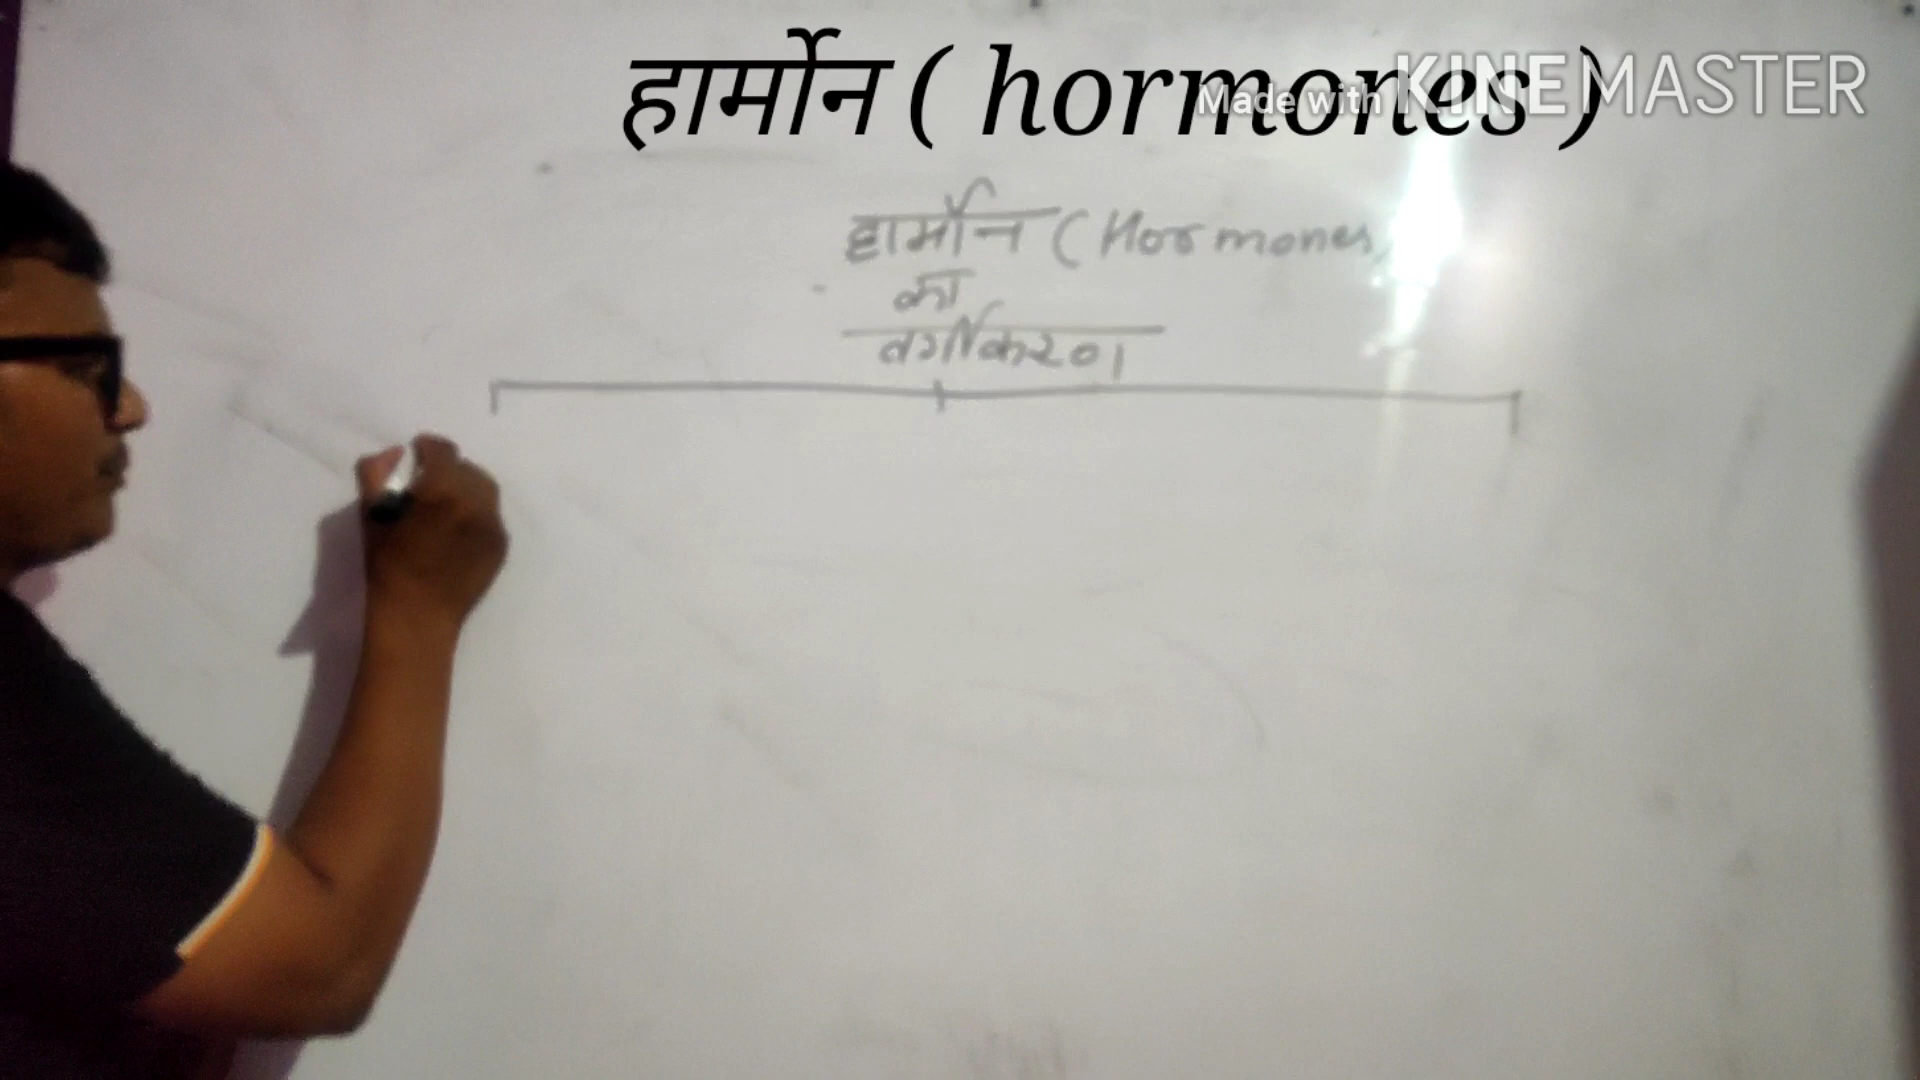 हार्मोन ( hormones )
Made with KINEMASTER
हार्मोन (Hormones)
का
वर्गीकरण